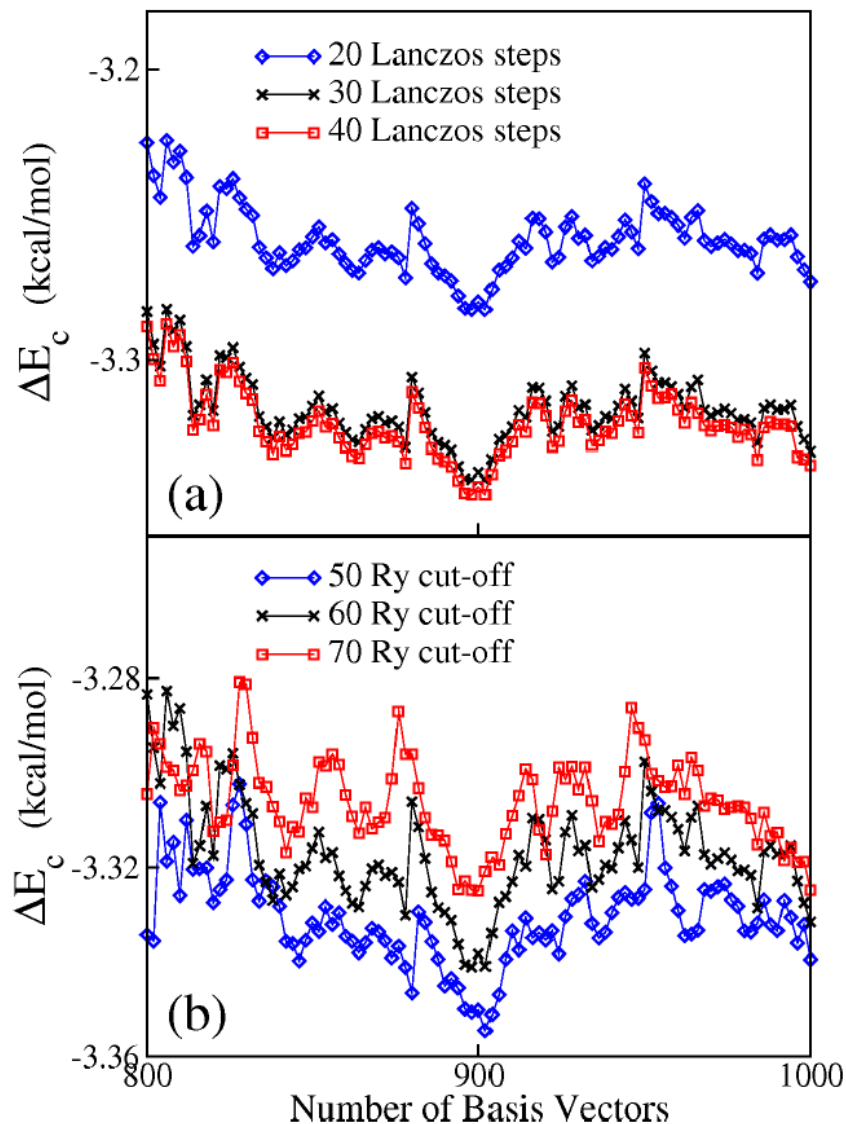 -3.2
20 Lanczos steps
30 Lanczos steps
40 Lanczos steps
ΔE_c (kcal/mol)
-3.3
(a)
50 Ry cut-off
60 Ry cut-off
70 Ry cut-off
-3.28
ΔE_c (kcal/mol)
-3.32
(b)
-3.36
800 900 1000
Number of Basis Vectors